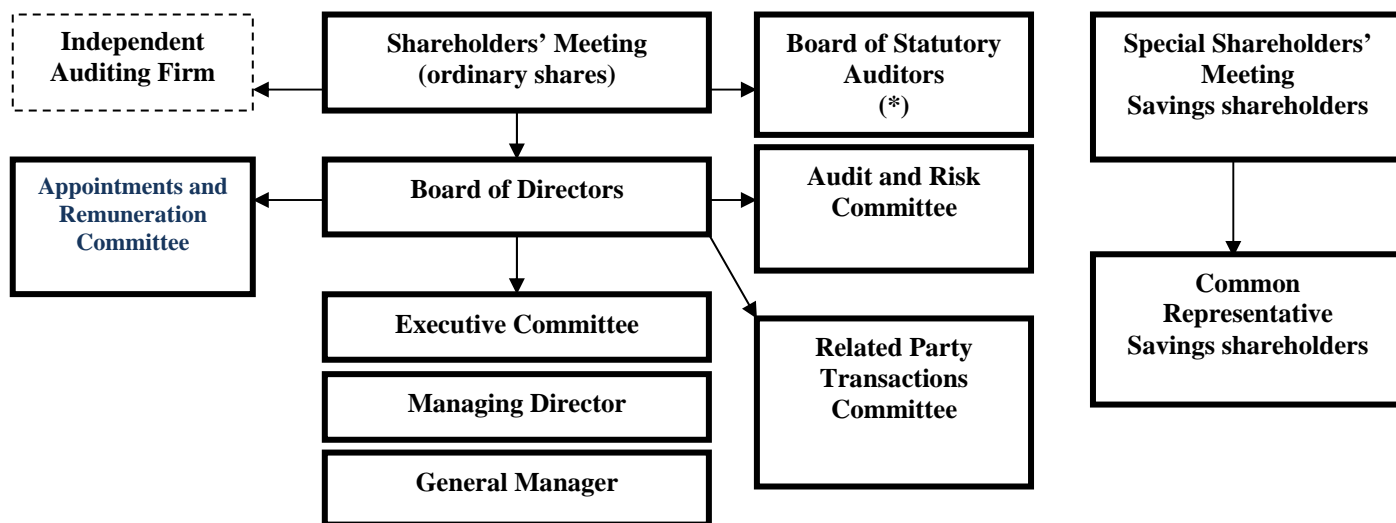 Independent
Auditing Firm
Shareholders’ Meeting
(ordinary shares)
Board of Statutory
Auditors
(*)
Special Shareholders’
Meeting
Savings shareholders
Appointments and
Remuneration
Committee
Board of Directors
Audit and Risk
Committee
Common
Representative
Savings shareholders
Executive Committee
Related Party
Transactions
Committee
Managing Director
General Manager